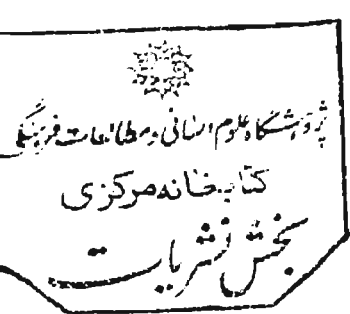 پژوهشگاه علوم انسانی و مطالعات فرهنگی
کتابخانه مرکزی
بخش نشریات